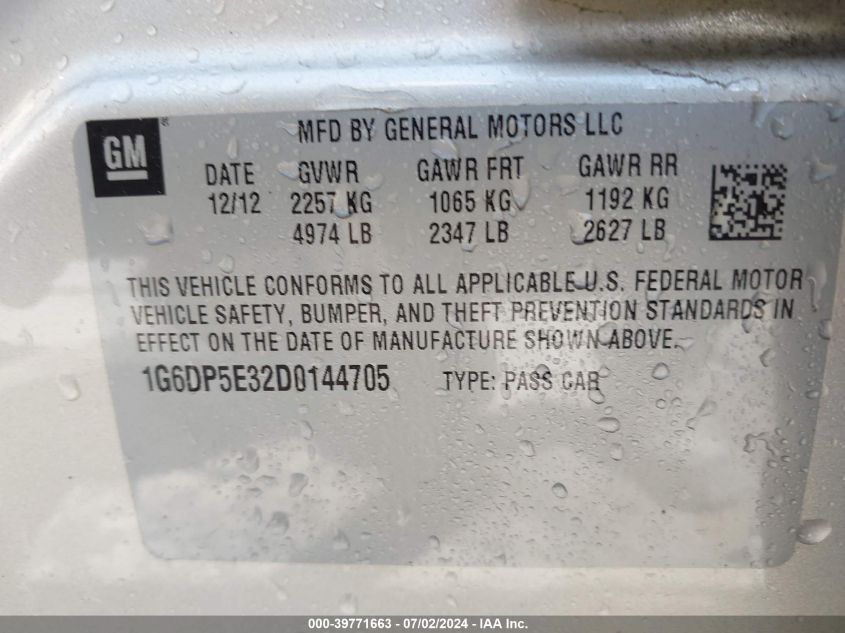 GM
MFD BY GENERAL MOTORS LLC
DATE GVWR GAWR FRT GAWR RR
12/12 2257 KG 1065 KG 1192 KG
4974 LB 2347 LB 2627 LB
THIS VEHICLE CONFORMS TO ALL APPLICABLE U.S. FEDERAL MOTOR
VEHICLE SAFETY, BUMPER, AND THEFT PREVENTION STANDARDS IN
EFFECT ON THE DATE OF MANUFACTURE SHOWN ABOVE.
1G6DP5E32D0144705 TYPE: PASS CAR
000-39771663 - 07/02/2024 - IAA Inc.